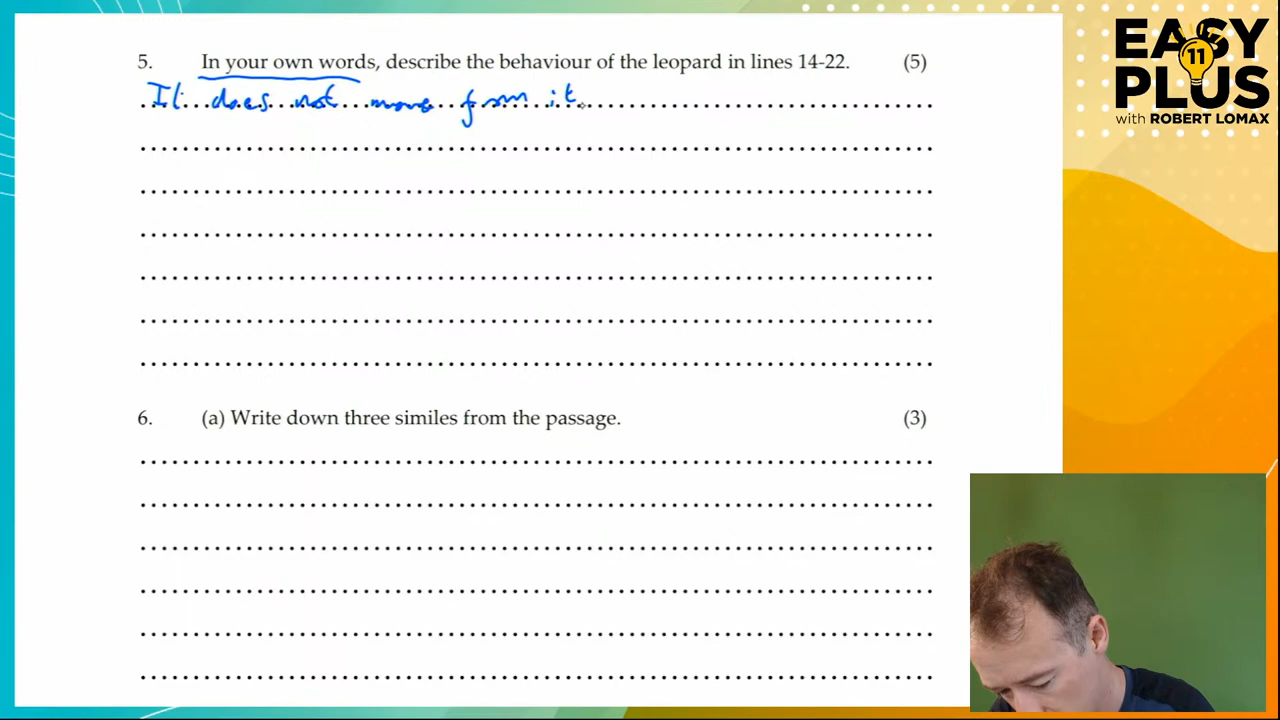 5. In your own words, describe the behaviour of the leopard in lines 14-22. (5)
It does not move from it
6. (a) Write down three similes from the passage. (3)
EASY
11
PLUS
with ROBERT LOMAX